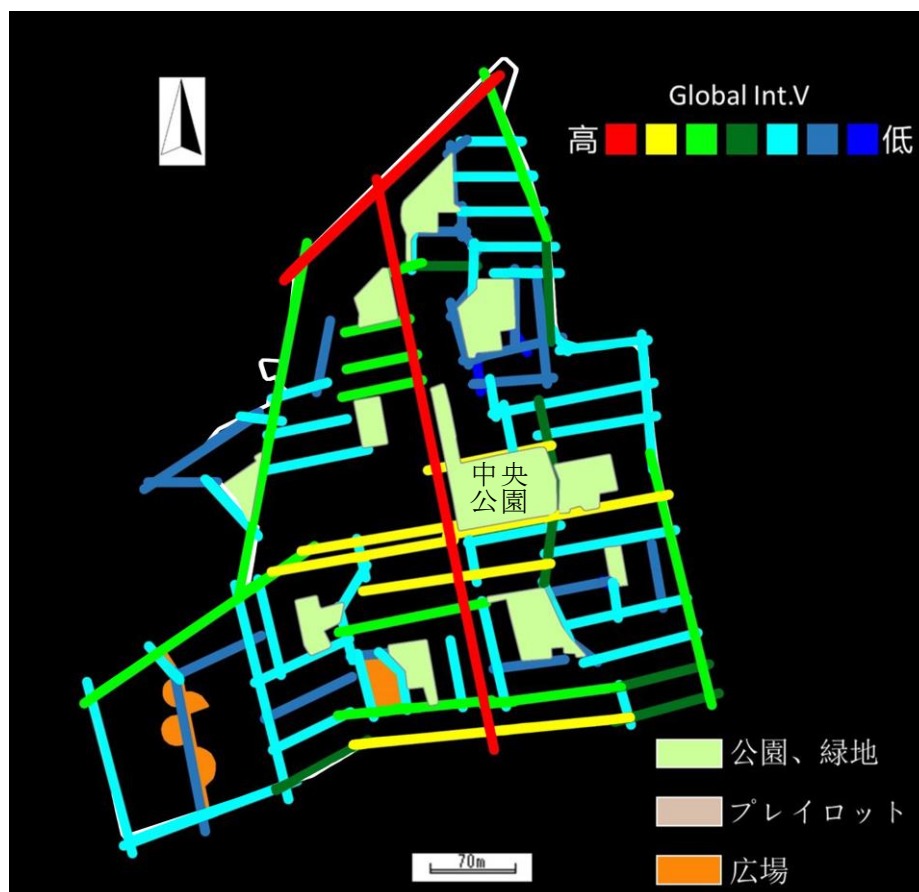 Global Int.V
高 低
中央
公園
公園、緑地
プレイロット
広場
70m